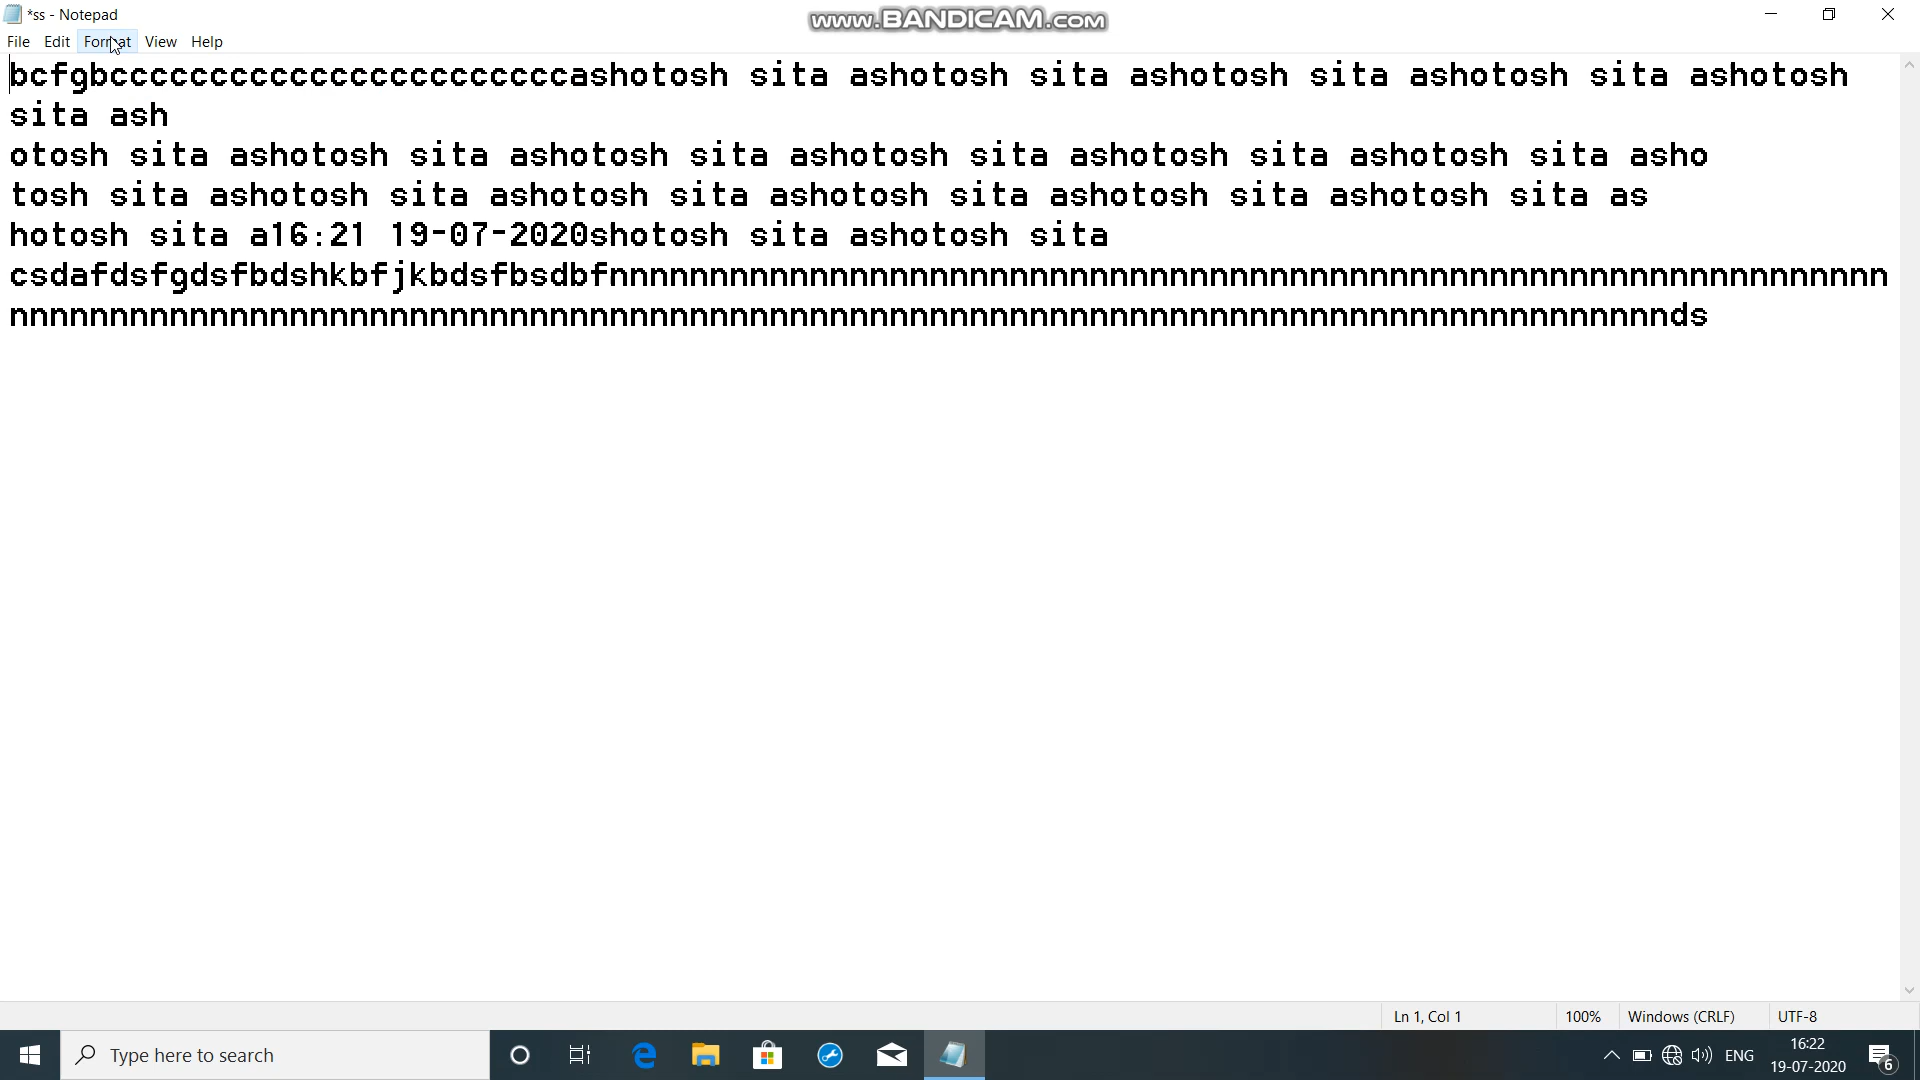 *ss - Notepad
www.BANDICAM.com
File Edit Format View Help
bcfgbcccccccccccccccccccccccashotosh sita ashotosh sita ashotosh sita ashotosh sita ashotosh
sita ash
otosh sita ashotosh sita ashotosh sita ashotosh sita ashotosh sita ashotosh sita asho
tosh sita ashotosh sita ashotosh sita ashotosh sita ashotosh sita ashotosh sita as
hotosh sita a16:21 19-07-2020shotosh sita ashotosh sita
csdafdsfgdsfbdshkbfjkbdsfbsdbfnnnnnnnnnnnnnnnnnnnnnnnnnnnnnnnnnnnnnnnnnnnnnnnnnnnnnnnnnnnnnnnn
nnnnnnnnnnnnnnnnnnnnnnnnnnnnnnnnnnnnnnnnnnnnnnnnnnnnnnnnnnnnnnnnnnnnnnnnnnnnnnnnnnnds
Ln 1, Col 1 100% Windows (CRLF) UTF-8
Type here to search
ENG
16:22
19-07-2020
6